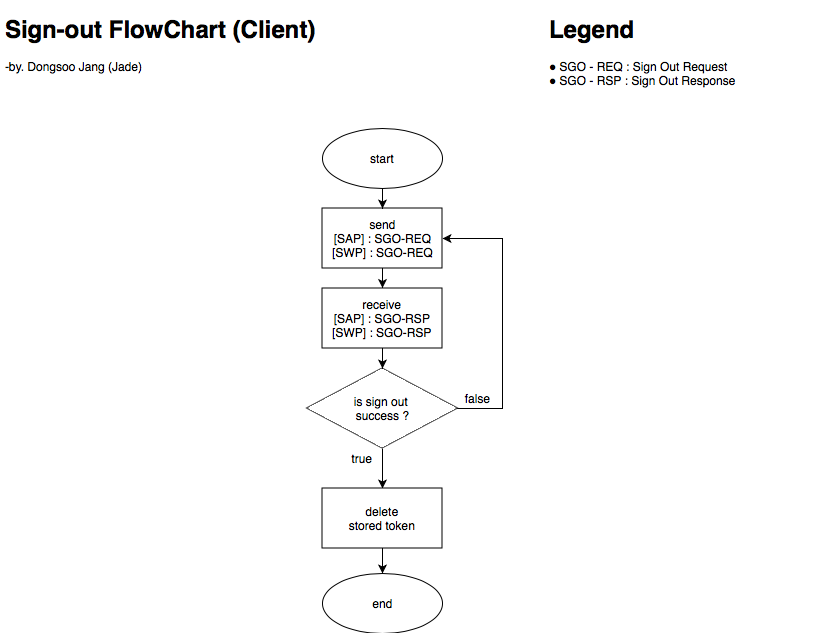 Sign-out FlowChart (Client)
-by. Dongsoo Jang (Jade)
Legend
● SGO - REQ : Sign Out Request
● SGO - RSP : Sign Out Response
start
send
[SAP] : SGO-REQ
[SWP] : SGO-REQ
receive
[SAP] : SGO-RSP
[SWP] : SGO-RSP
is sign out
success ?
false
true
delete
stored token
end